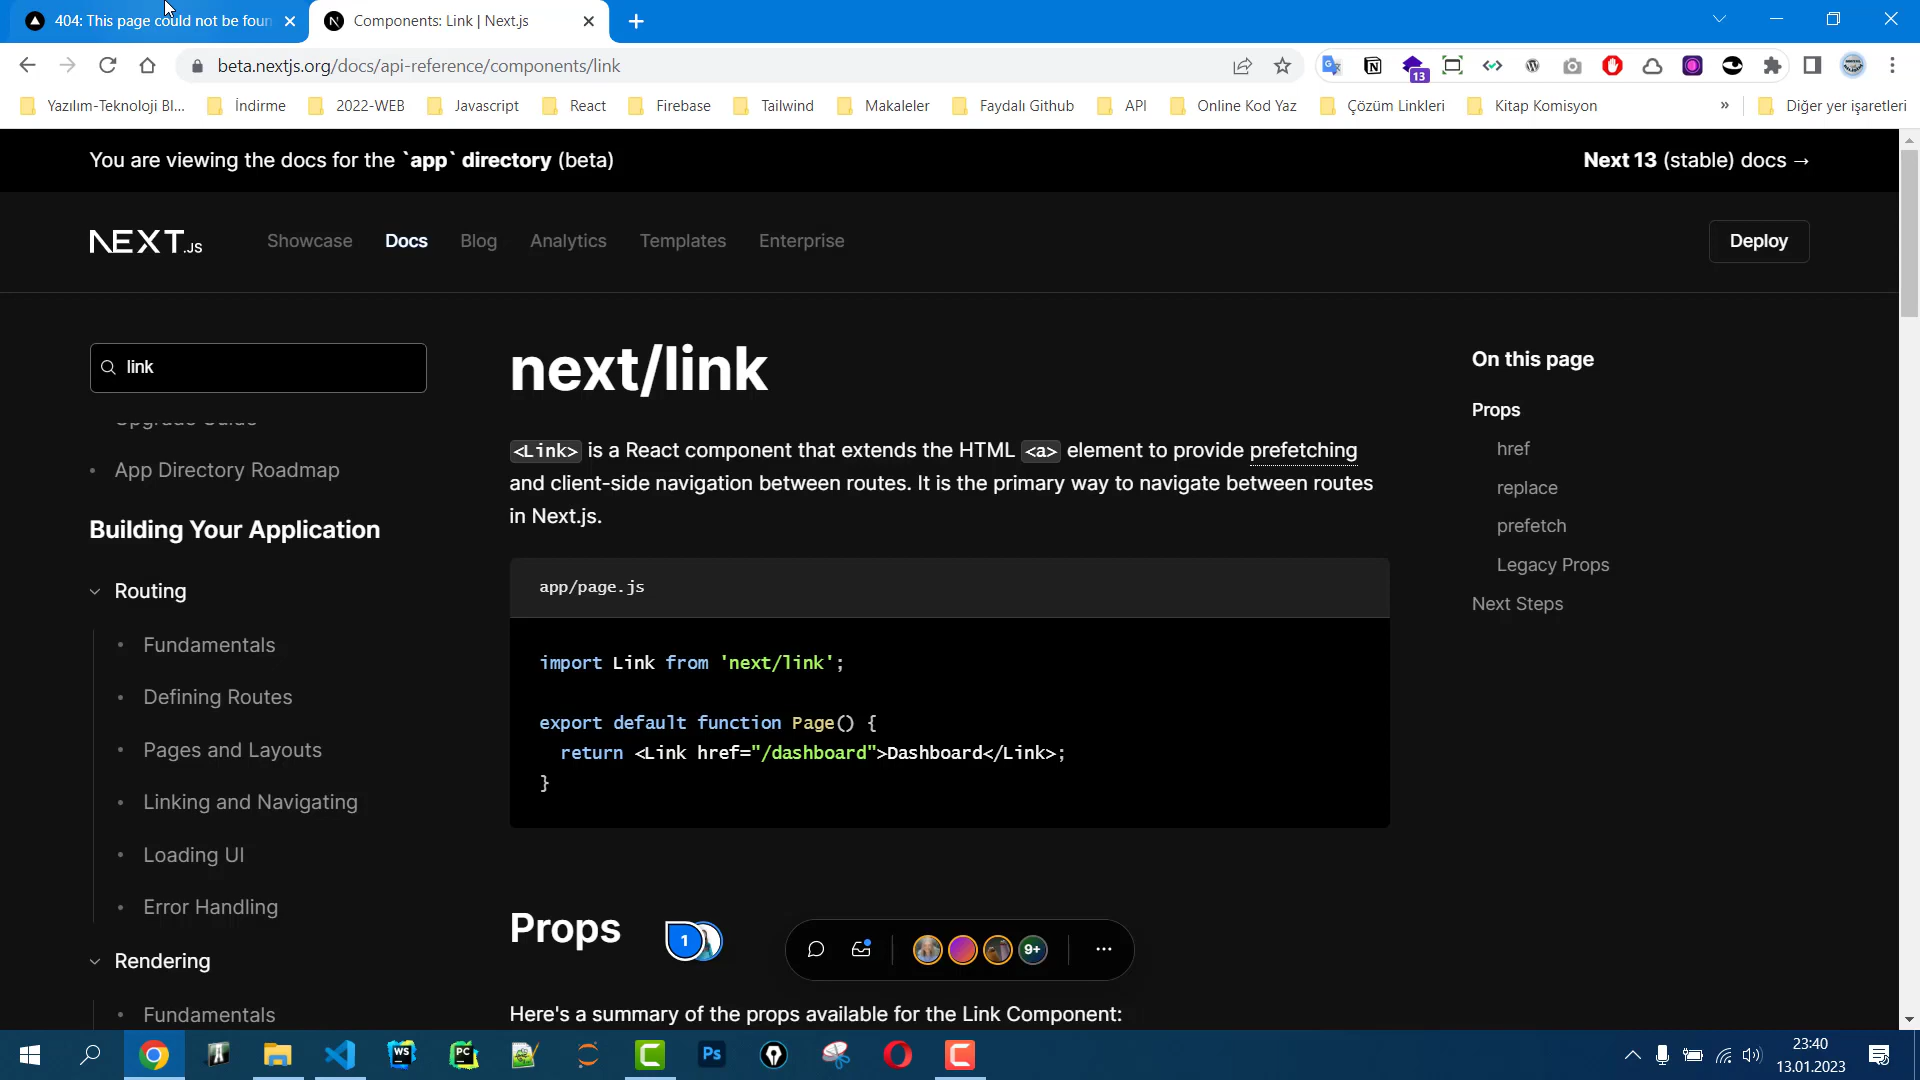 404: This page could not be foun
Components: Link | Next.js
beta.nextjs.org/docs/api-reference/components/link
13
Yazılım-Teknoloji Bl...
İndirme
2022-WEB
Javascript
React
Firebase
Tailwind
Makaleler
Faydalı Github
API
Online Kod Yaz
Çözüm Linkleri
Kitap Komisyon
»
Diğer yer işaretleri
You are viewing the docs for the `app` directory (beta)
Next 13 (stable) docs →
NEXT.JS
Showcase
Docs
Blog
Analytics
Templates
Enterprise
Deploy
link
Upgrade Guide
App Directory Roadmap
Building Your Application
Routing
Fundamentals
Defining Routes
Pages and Layouts
Linking and Navigating
Loading UI
Error Handling
Rendering
Fundamentals
next/link
<Link> is a React component that extends the HTML <a> element to provide prefetching
and client-side navigation between routes. It is the primary way to navigate between routes
in Next.js.
app/page.js
import Link from 'next/link';
export default function Page() {
return <Link href="/dashboard">Dashboard</Link>;
}
Props
1
9+
Here's a summary of the props available for the Link Component:
On this page
Props
href
replace
prefetch
Legacy Props
Next Steps
WS
PC
Ps
23:40
13.01.2023